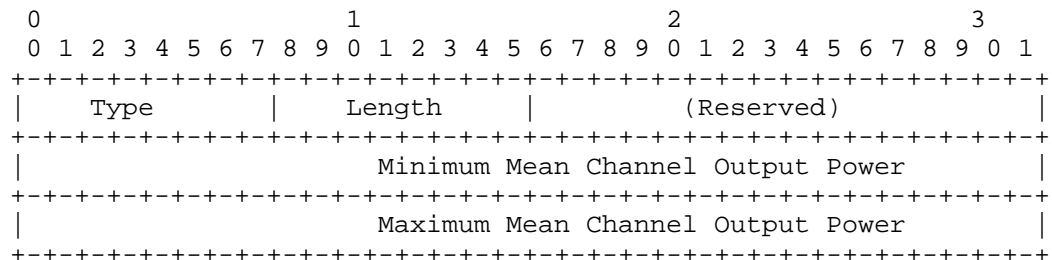 0                   1                   2                   3
 0 1 2 3 4 5 6 7 8 9 0 1 2 3 4 5 6 7 8 9 0 1 2 3 4 5 6 7 8 9 0 1
+-+-+-+-+-+-+-+-+-+-+-+-+-+-+-+-+-+-+-+-+-+-+-+-+-+-+-+-+-+-+-+-+
|    Type       |    Length     |         (Reserved)            |
+-+-+-+-+-+-+-+-+-+-+-+-+-+-+-+-+-+-+-+-+-+-+-+-+-+-+-+-+-+-+-+-+
|                      Minimum Mean Channel Output Power        |
+-+-+-+-+-+-+-+-+-+-+-+-+-+-+-+-+-+-+-+-+-+-+-+-+-+-+-+-+-+-+-+-+
|                      Maximum Mean Channel Output Power        |
+-+-+-+-+-+-+-+-+-+-+-+-+-+-+-+-+-+-+-+-+-+-+-+-+-+-+-+-+-+-+-+-+